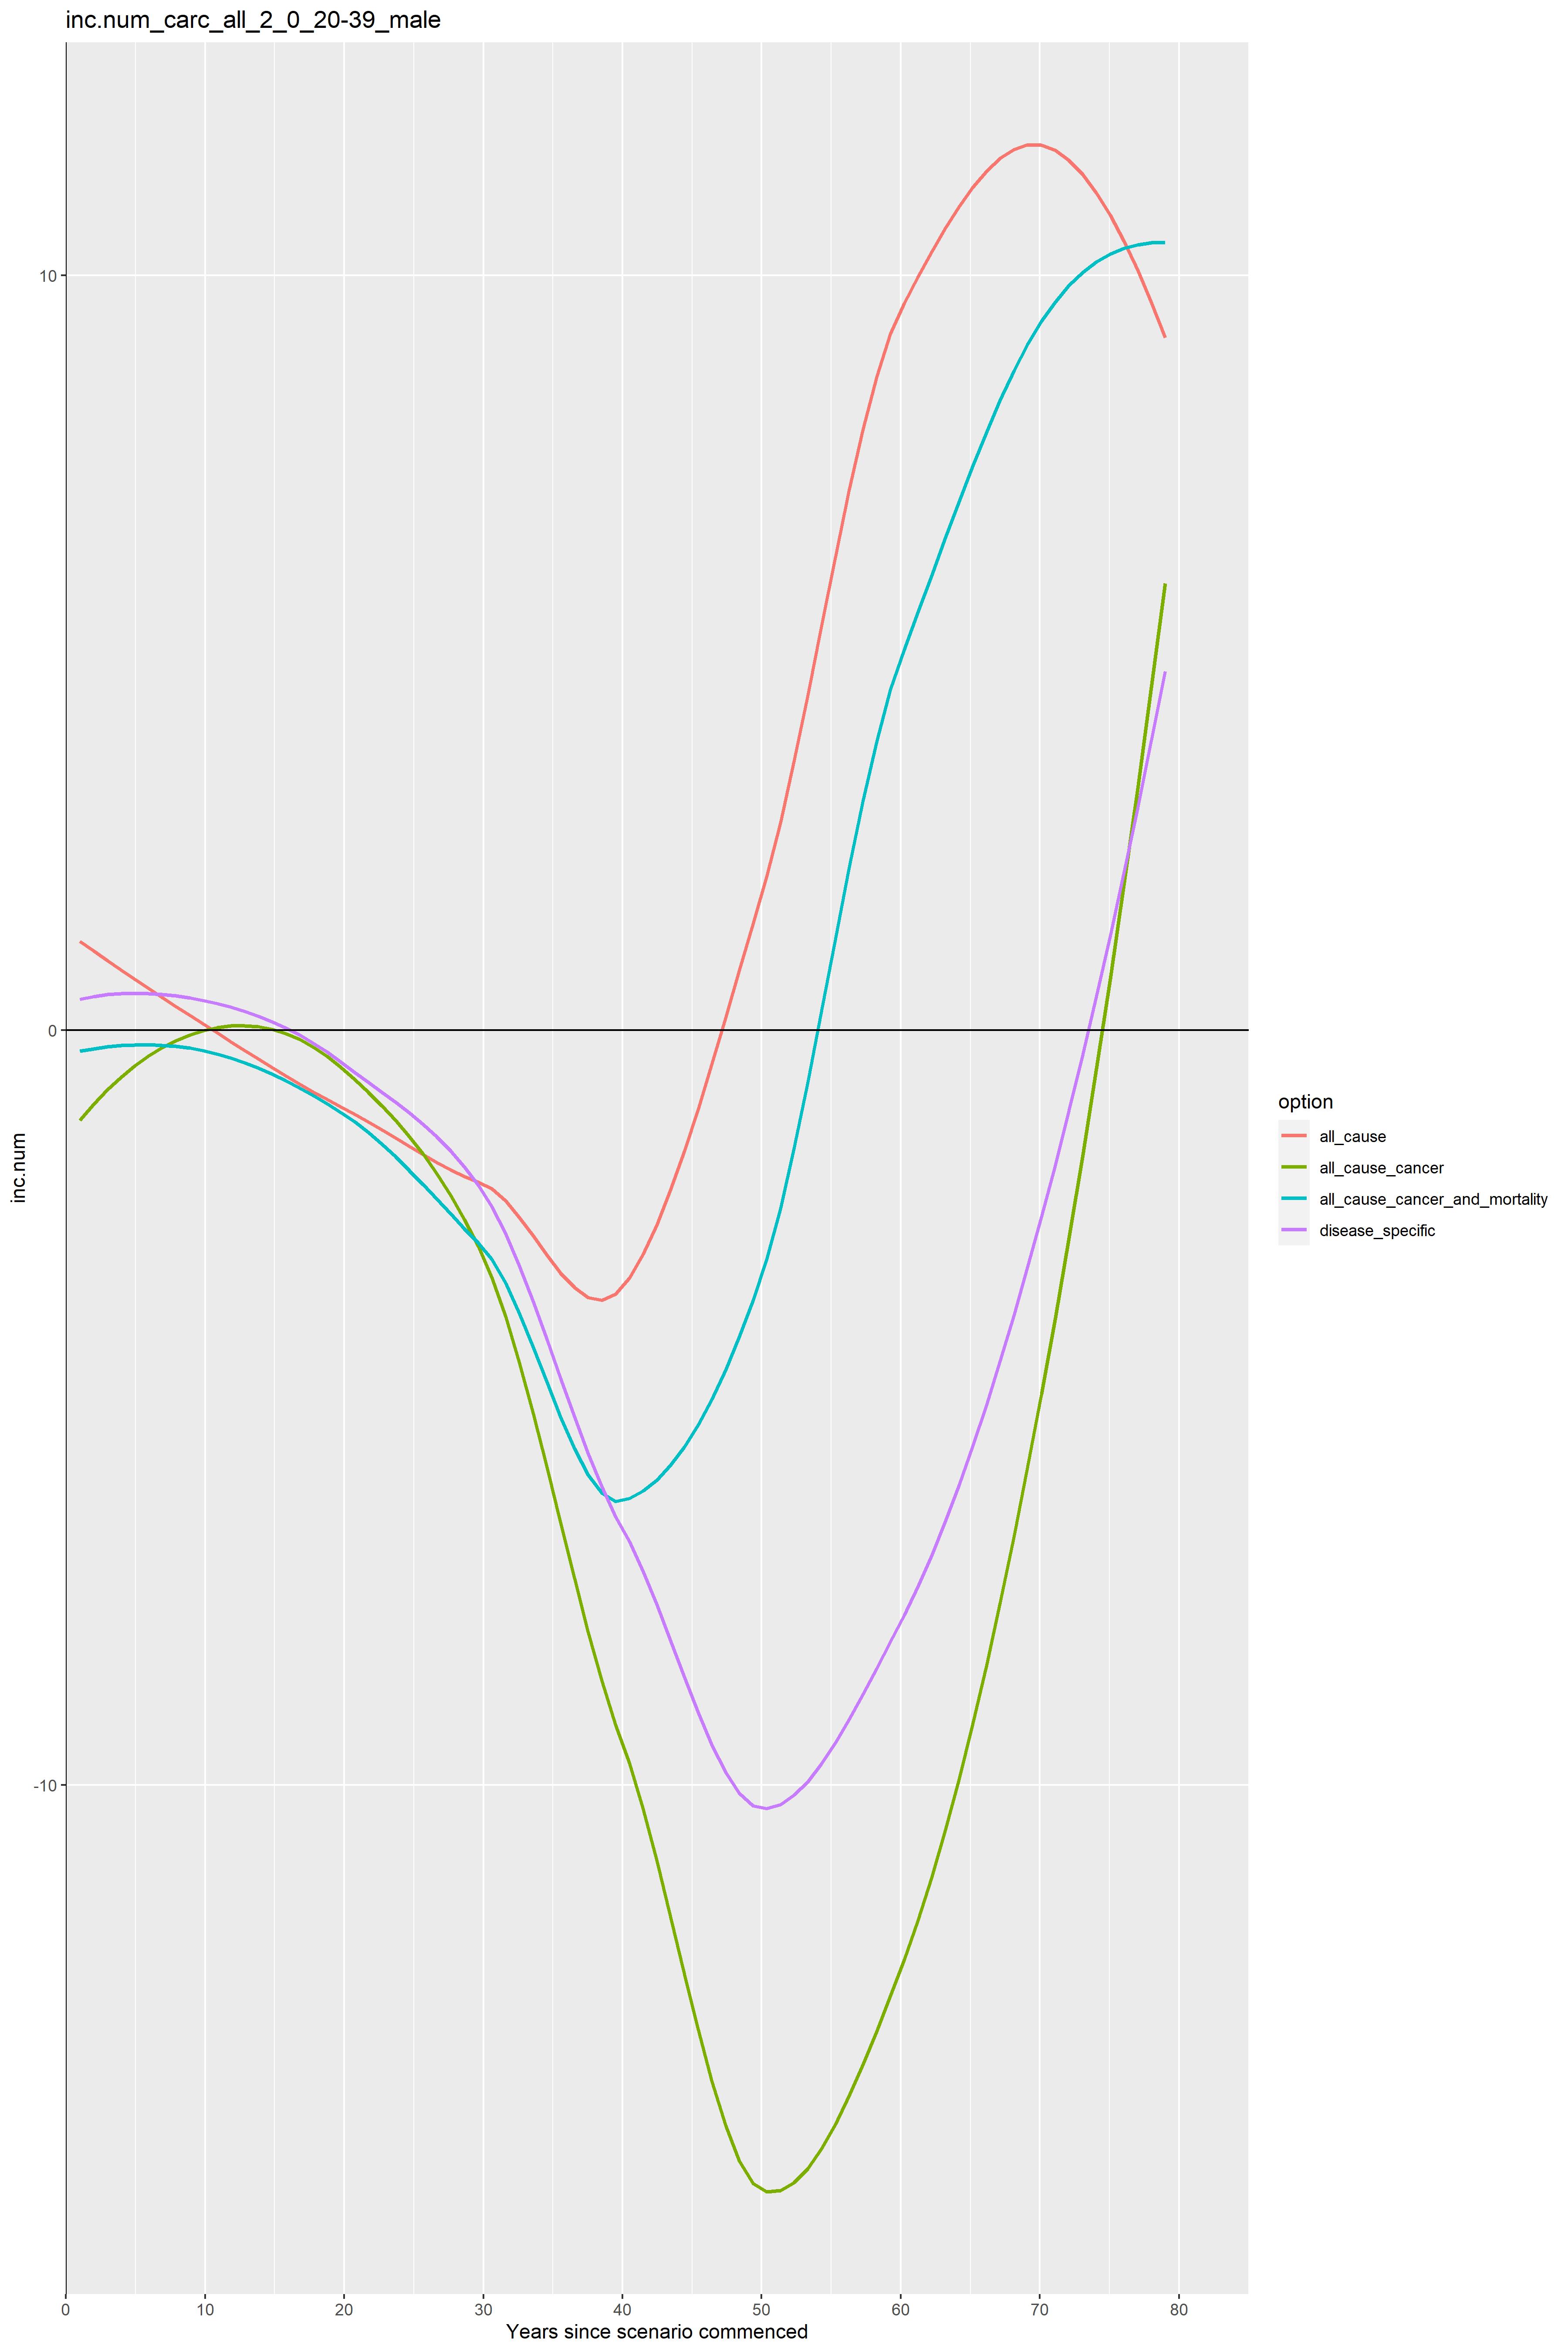 inc.num_carc_all_2_0_20-39_male
10
0
-10
inc.num
0 10 20 30 40 50 60 70 80
Years since scenario commenced
option
all_cause
all_cause_cancer
all_cause_cancer_and_mortality
disease_specific